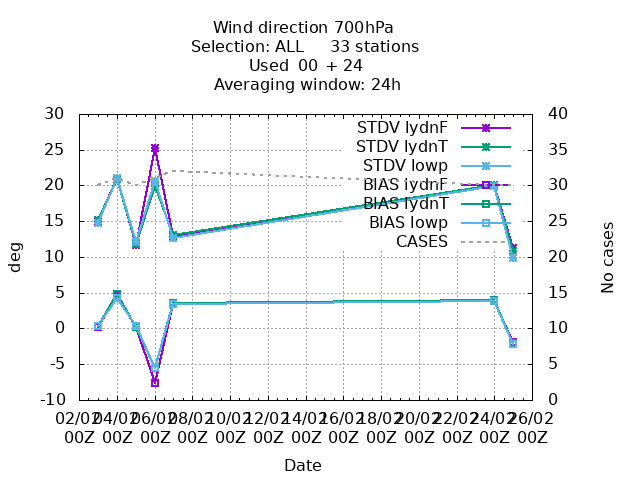 Wind direction 700hPa
Selection: ALL 33 stations
Used 00 + 24
Averaging window: 24h
30 40
25 35
20 30
15 25
10 20
5 15
0 10
-5 5
-10 0
STDV lydnF
STDV lydnT
STDV lowp
BIAS lydnF
BIAS lydnT
BIAS lowp
CASES
deg
No cases
02/02 04/02 06/02 08/02 10/02 12/02 14/02 16/02 18/02 20/02 22/02 24/02 26/02
00Z 00Z 00Z 00Z 00Z 00Z 00Z 00Z 00Z 00Z 00Z 00Z 00Z
Date